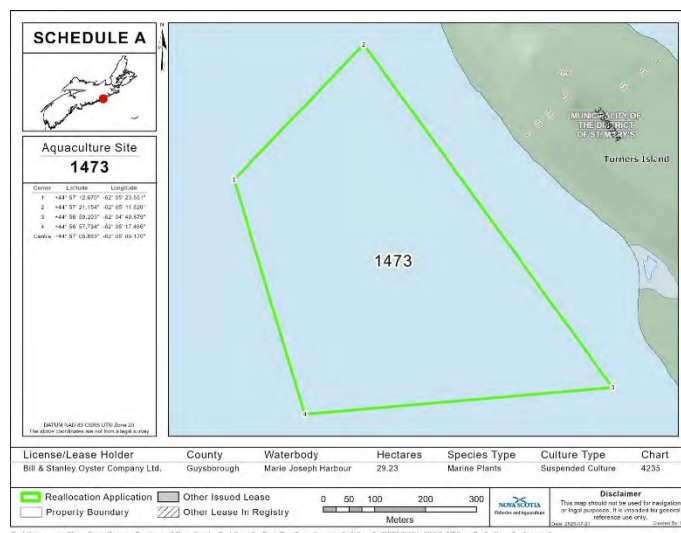 SCHEDULE A
N
Aquaculture Site
1473
Corner Latitude Longitude
1 +44° 57' 12.670" -62° 05' 23.551"
2 +44° 57' 21.154" -62° 05' 11.826"
3 +44° 56' 59.203" -62° 04' 49.679"
4 +44° 56' 57.734" -62° 05' 17.466"
Centre +44° 57' 05.893" -62° 05' 09.170"
DATUM NAD 83 CSRS UTM Zone 20
The above coordinates are not from a legal survey
2
1
3
4
1473
MUNICIPALITY OF
THE DISTRICT
OF ST. MARY'S
Turners Island
License/Lease Holder County Waterbody Hectares Species Type Culture Type Chart
Bill & Stanley Oyster Company Ltd. Guysborough Marie Joseph Harbour 29.23 Marine Plants Suspended Culture 4235
Reallocation Application Other Issued Lease
Property Boundary Other Lease In Registry
0 50 100 200 300
Meters
NOVA SCOTIA
Fisheries and Aquaculture
Disclaimer
This map should not be used for navigation
or legal purposes. It is intended for general
reference use only.